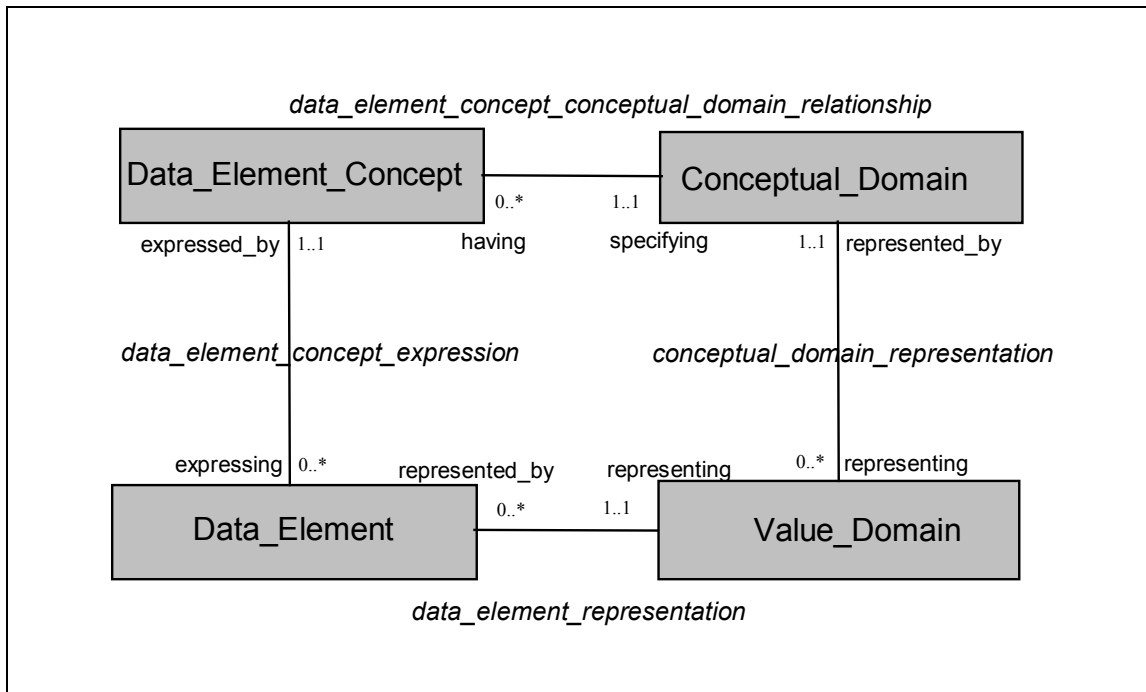 data_element_concept_conceptual_domain_relationship
Data_Element_Concept
Conceptual_Domain
0..*
1..1
expressed_by
1..1
having
specifying
1..1
represented_by
data_element_concept_expression
conceptual_domain_representation
expressing
0..*
represented_by
representing
0..*
representing
Data_Element
0..*
1..1
Value_Domain
data_element_representation